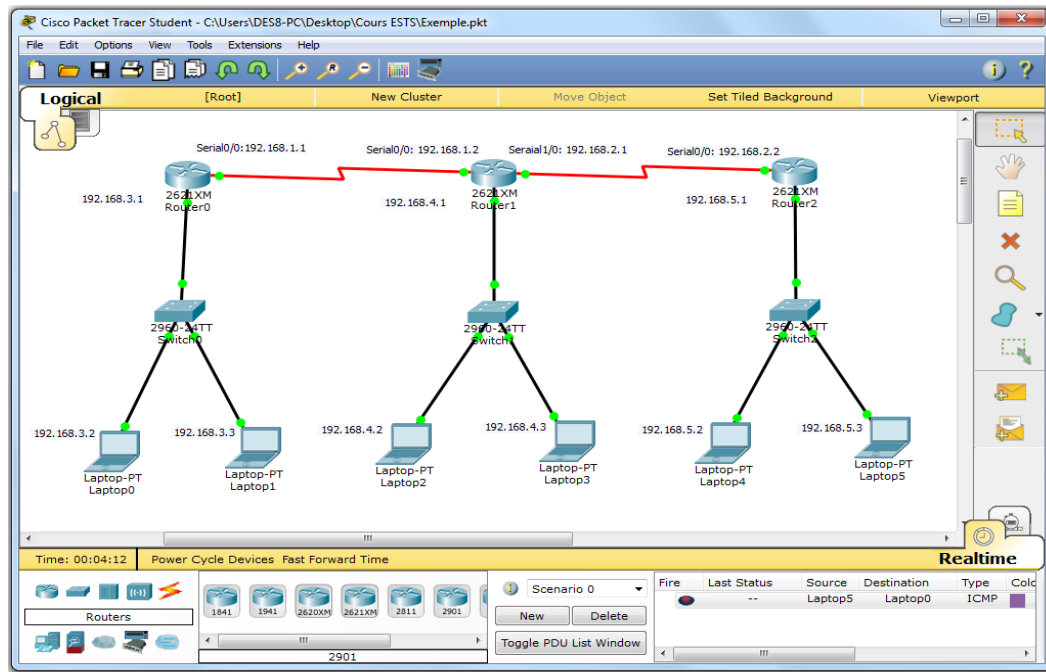 Cisco Packet Tracer Student - C:\Users\DES8-PC\Desktop\Cours ESTS\Exemple.pkt
File Edit Options View Tools Extensions Help
Logical [Root] New Cluster Move Object Set Tiled Background Viewport
Serial0/0:192.168.1.1 Serial0/0: 192.168.1.2 Seraial1/0: 192.168.2.1 Serial0/0: 192.168.2.2
192.168.3.1 2621XM 192.168.4.1 2621XM 192.168.5.1 2621XM
Router0 Router1 Router2
2960-24TT 2960-24TT 2960-24TT
Switch0 Switch1 Switch2
192.168.3.2 192.168.3.3 192.168.4.2 192.168.4.3 192.168.5.2 192.168.5.3
Laptop-PT Laptop-PT Laptop-PT Laptop-PT Laptop-PT Laptop-PT
Laptop0 Laptop1 Laptop2 Laptop3 Laptop4 Laptop5
Time: 00:04:12 Power Cycle Devices Fast Forward Time Realtime
Routers
1841 1941 2620XM 2621XM 2811 2901
2901
Scenario 0
New Delete
Toggle PDU List Window
Fire Last Status Source Destination Type Colc
-- Laptop5 Laptop0 ICMP